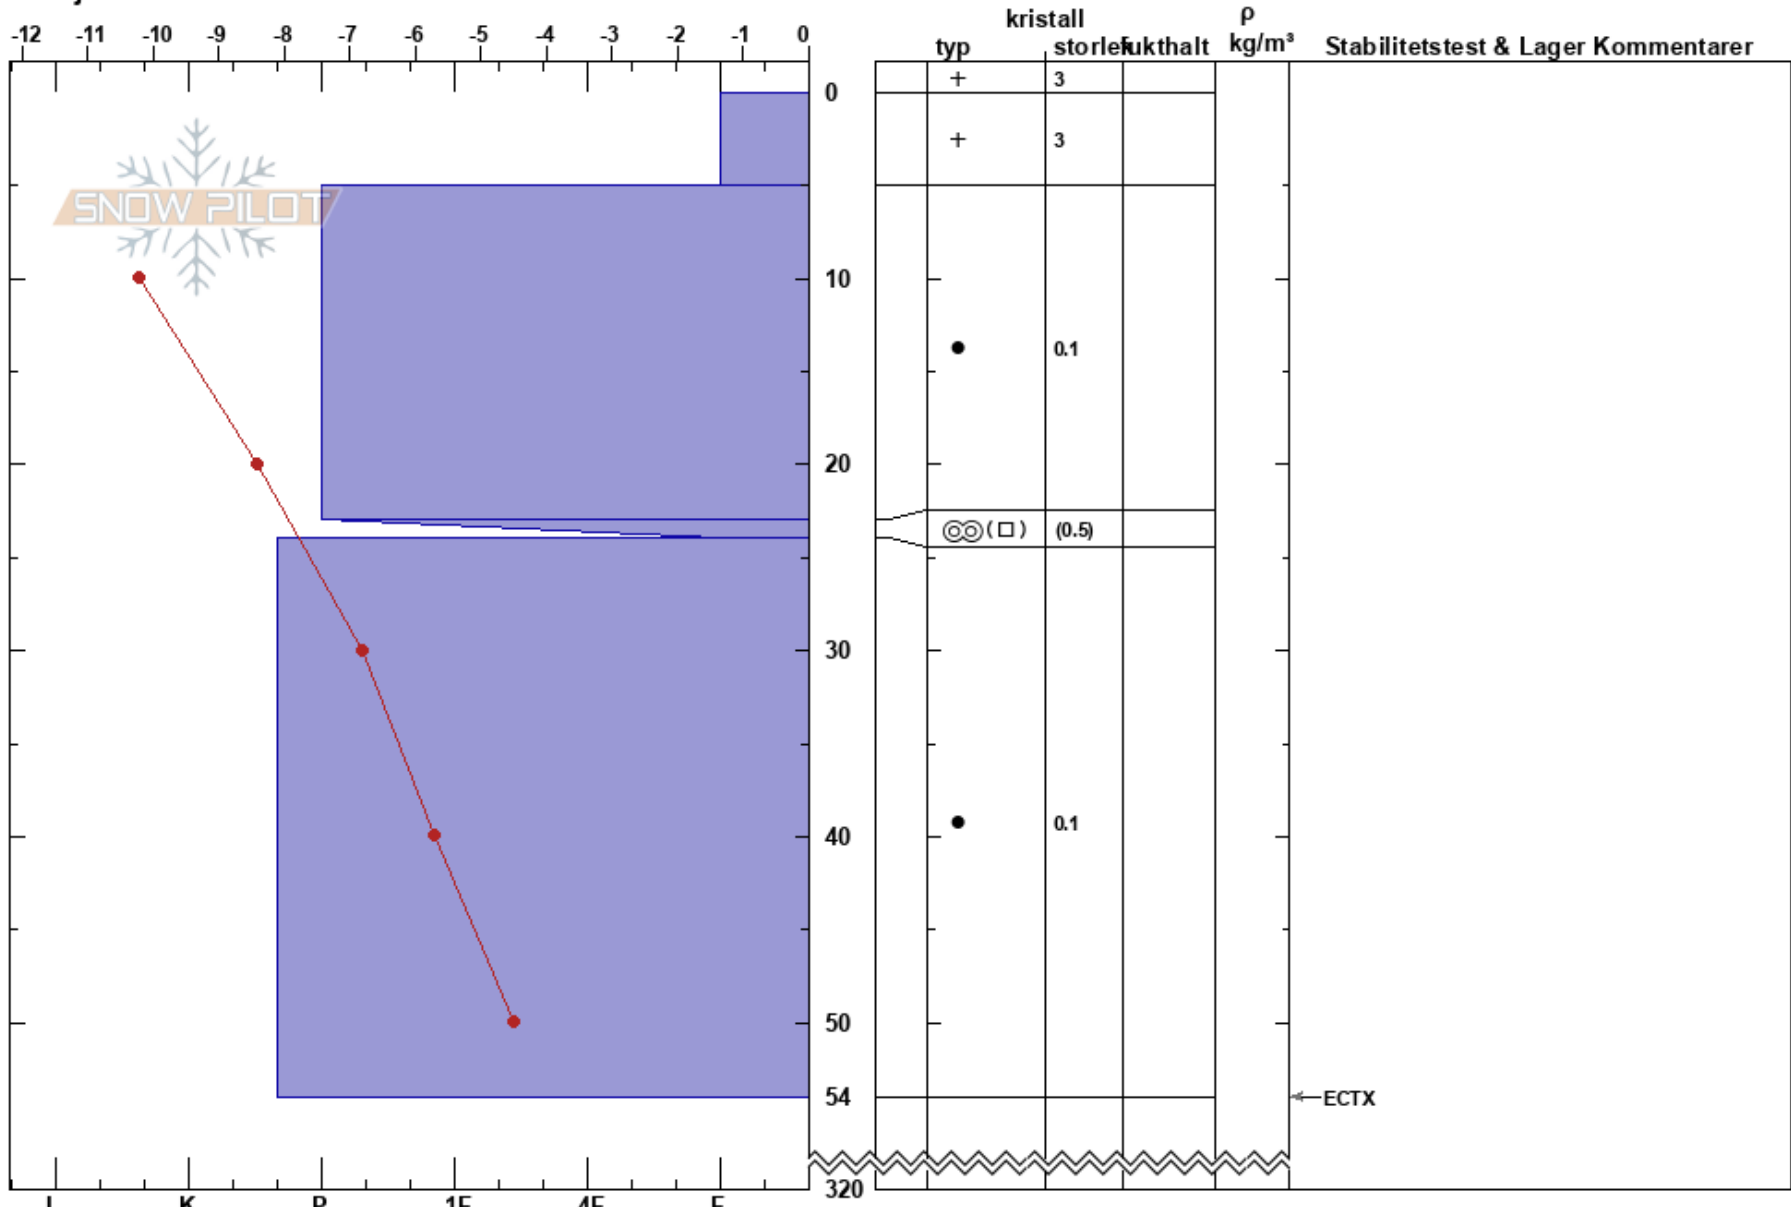 kristall ρ
-12 -11 -10 -9 -8 -7 -6 -5 -4 -3 -2 -1 0 typ storlek fukthalt kg/m³ Stabilitetstest & Lager Kommentarer
+ 3
0
+ 3
SNOW PILOT
10
● 0.1
20
(□) (0.5)
30
● 0.1
40
50
54 ECTX
320
I K P 1F 4F F